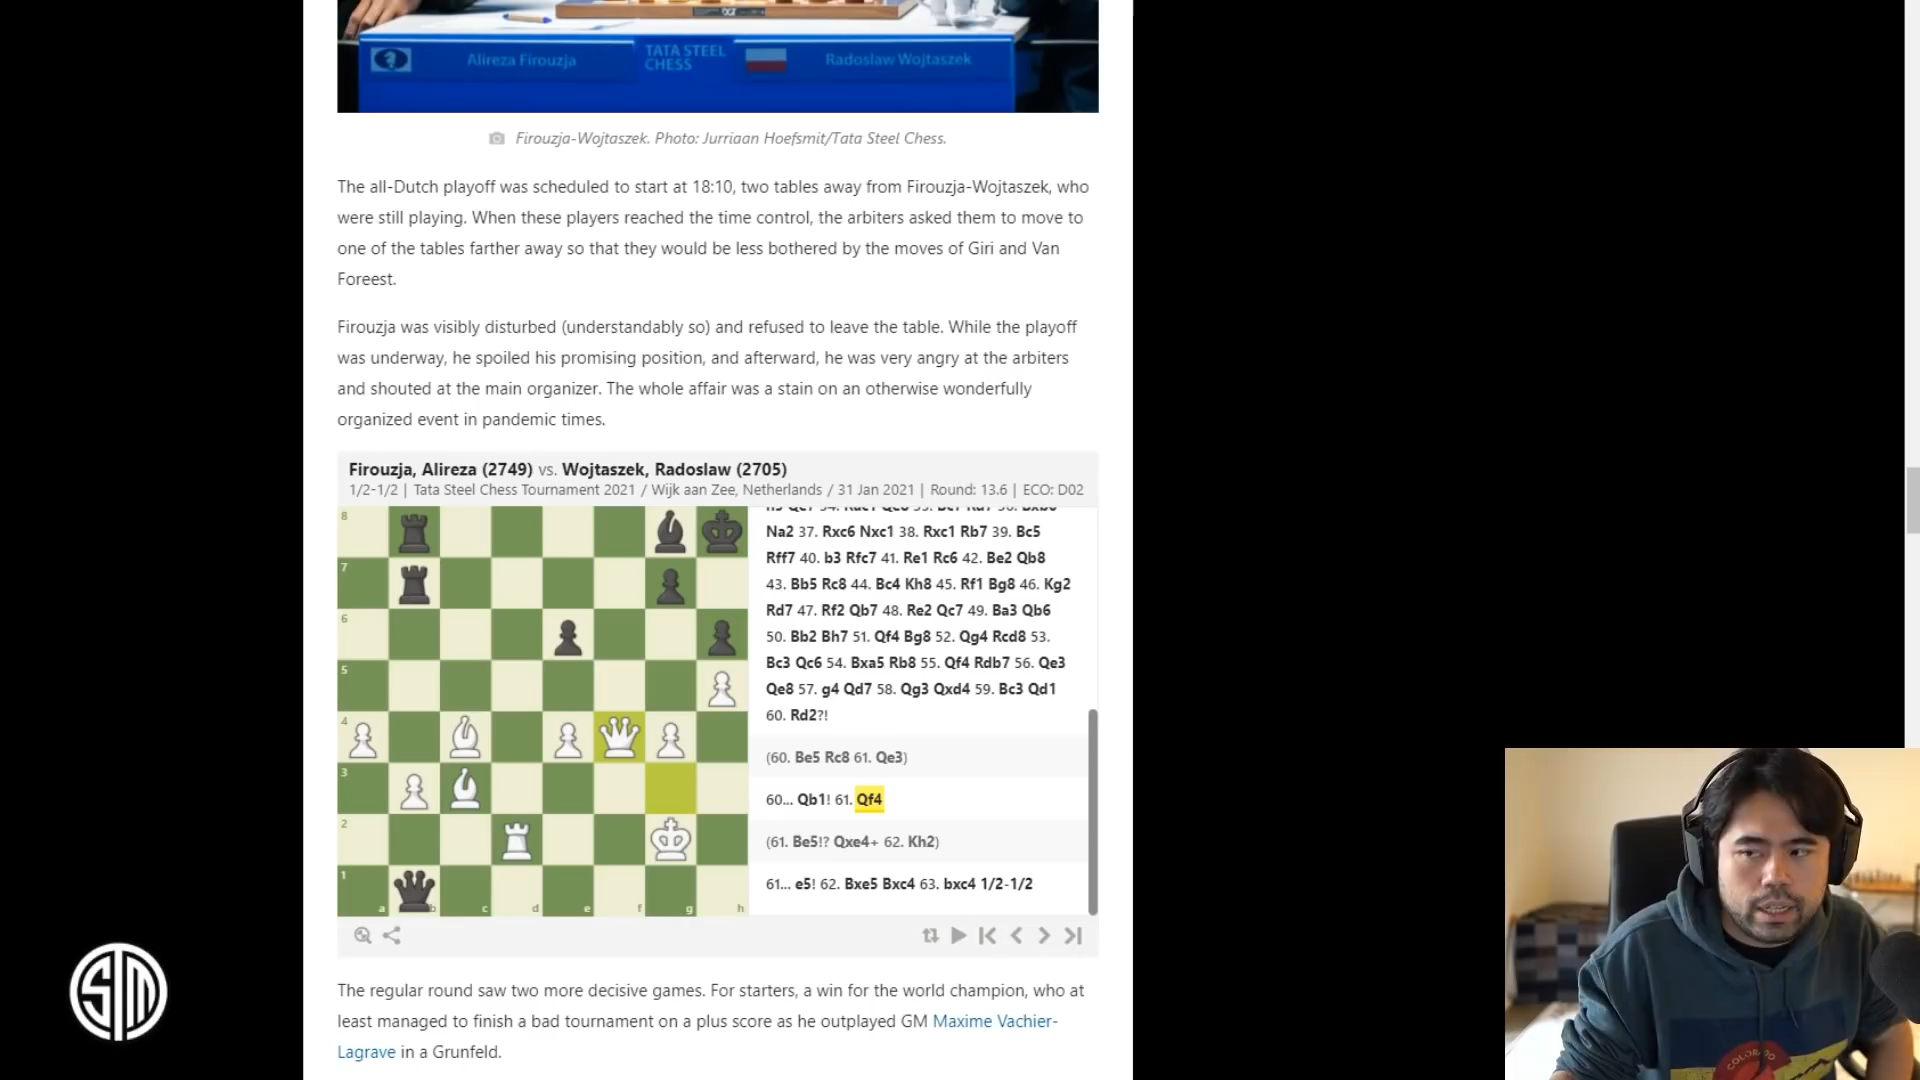 Alireza Firouzja
TATA STEEL
CHESS
Radoslaw Wojtaszek
Firouzja-Wojtaszek. Photo: Jurriaan Hoefsmit/Tata Steel Chess.
The all-Dutch playoff was scheduled to start at 18:10, two tables away from Firouzja-Wojtaszek, who
were still playing. When these players reached the time control, the arbiters asked them to move to
one of the tables farther away so that they would be less bothered by the moves of Giri and Van
Foreest.
Firouzja was visibly disturbed (understandably so) and refused to leave the table. While the playoff
was underway, he spoiled his promising position, and afterward, he was very angry at the arbiters
and shouted at the main organizer. The whole affair was a stain on an otherwise wonderfully
organized event in pandemic times.
Firouzja, Alireza (2749) vs. Wojtaszek, Radoslaw (2705)
1/2-1/2 | Tata Steel Chess Tournament 2021 / Wijk aan Zee, Netherlands / 31 Jan 2021 | Round: 13.6 | ECO: D02
8
7
6
5
4
3
2
1
a b c d e f g h
Na2 37. Rxc6 Nxc1 38. Rxc1 Rb7 39. Bc5
Rff7 40. b3 Rfc7 41. Re1 Rc6 42. Be2 Qb8
43. Bb5 Rc8 44. Bc4 Kh8 45. Rf1 Bg8 46. Kg2
Rd7 47. Rf2 Qb7 48. Re2 Qc7 49. Ba3 Qb6
50. Bb2 Bh7 51. Qf4 Bg8 52. Qg4 Rcd8 53.
Bc3 Qc6 54. Bxa5 Rb8 55. Qf4 Rdb7 56. Qe3
Qe8 57. g4 Qd7 58. Qg3 Qxd4 59. Bc3 Qd1
60. Rd2?!
(60. Be5 Rc8 61. Qe3)
60... Qb1! 61. Qf4
(61. Be5!? Qxe4+ 62. Kh2)
61... e5! 62. Bxe5 Bxc4 63. bxc4 1/2-1/2
The regular round saw two more decisive games. For starters, a win for the world champion, who at
least managed to finish a bad tournament on a plus score as he outplayed GM Maxime Vachier-
Lagrave in a Grunfeld.
TSM
COLORADO